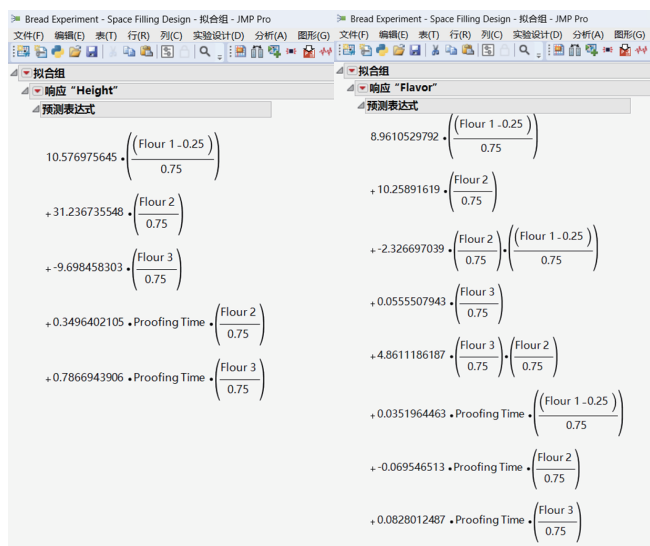 Bread Experiment - Space Filling Design - 拟合组 - JMP Pro
文件(F) 编辑(E) 表(T) 行(R) 列(C) 实验设计(D) 分析(A) 图形(G)
拟合组
响应 “Height”
预测表达式
10.576975645 • ((Flour 1 - 0.25) / 0.75)
+ 31.236735548 • (Flour 2 / 0.75)
+ -9.698458303 • (Flour 3 / 0.75)
+ 0.3496402105 • Proofing Time • (Flour 2 / 0.75)
+ 0.7866943906 • Proofing Time • (Flour 3 / 0.75)
Bread Experiment - Space Filling Design - 拟合组 - JMP Pro
文件(F) 编辑(E) 表(T) 行(R) 列(C) 实验设计(D) 分析(A) 图形(G)
拟合组
响应 “Flavor”
预测表达式
8.9610529792 • ((Flour 1 - 0.25) / 0.75)
+ 10.25891619 • (Flour 2 / 0.75)
+ -2.326697039 • (Flour 2 / 0.75) • ((Flour 1 - 0.25) / 0.75)
+ 0.0555507943 • (Flour 3 / 0.75)
+ 4.8611186187 • (Flour 3 / 0.75) • (Flour 2 / 0.75)
+ 0.0351964463 • Proofing Time • ((Flour 1 - 0.25) / 0.75)
+ -0.069546513 • Proofing Time • (Flour 2 / 0.75)
+ 0.0828012487 • Proofing Time • (Flour 3 / 0.75)